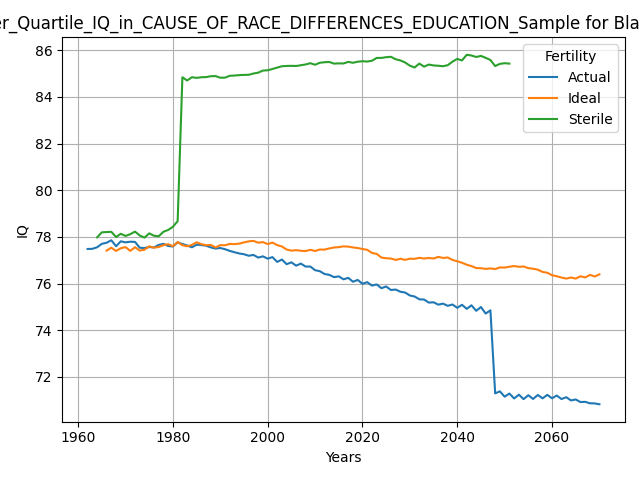 er_Quartile_IQ_in_CAUSE_OF_RACE_DIFFERENCES_EDUCATION_Sample for Bla
Fertility
Actual
Ideal
Sterile
86
84
82
80
78
76
74
72
IQ
1960 1980 2000 2020 2040 2060
Years